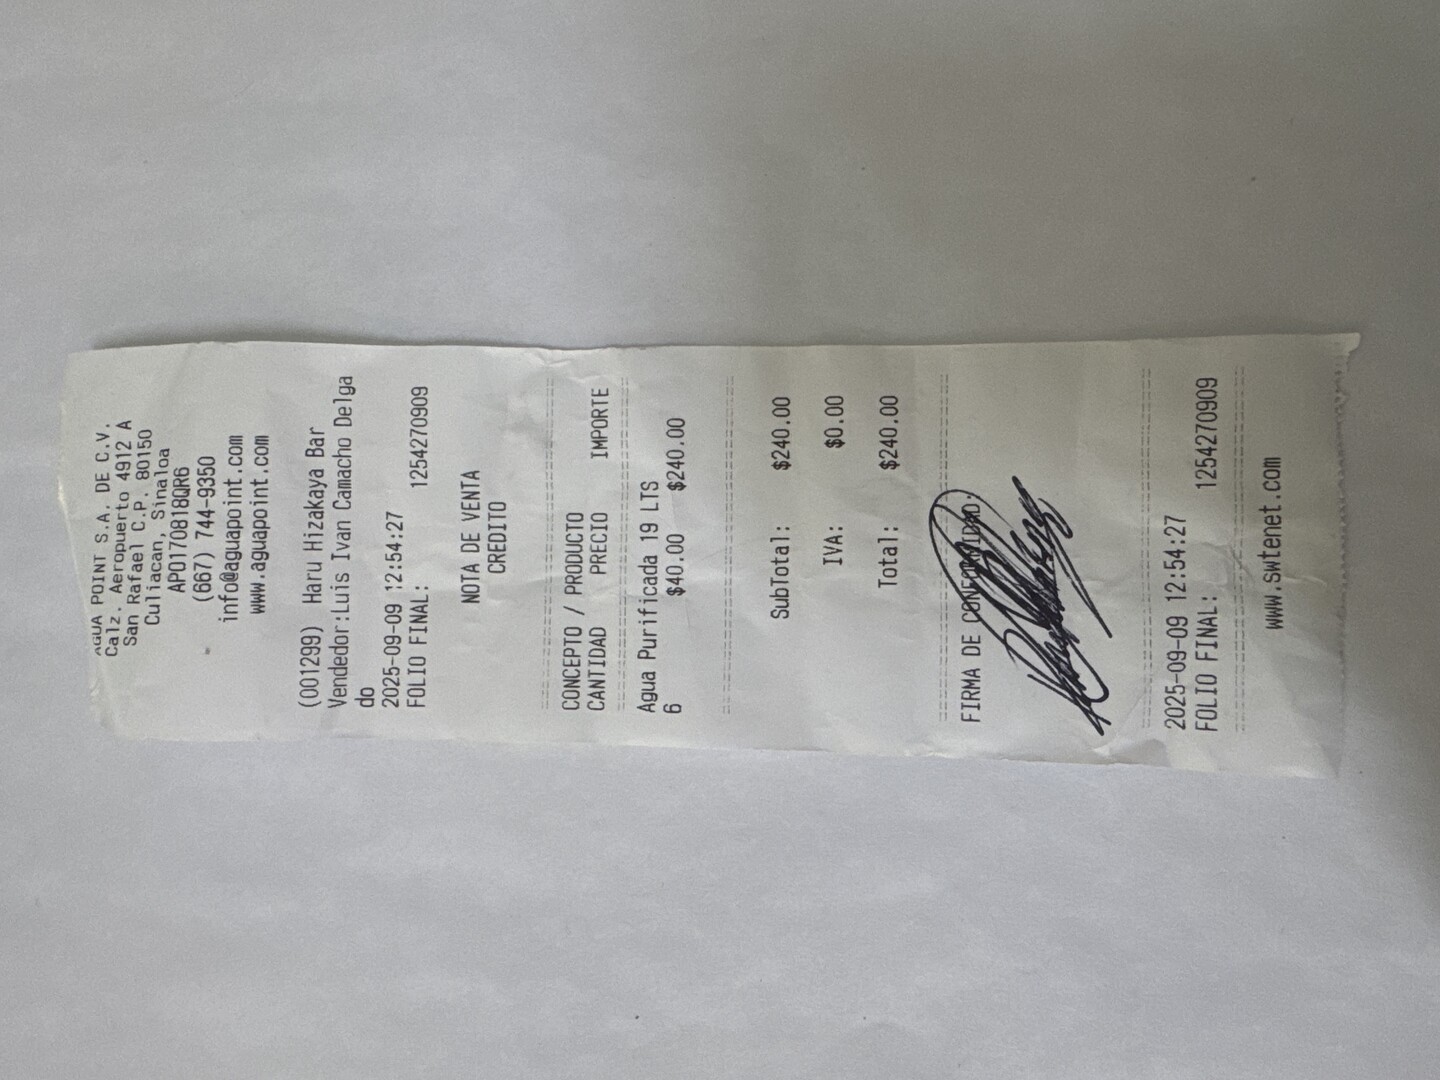 AGUA POINT S.A. DE C.V.
Calz. Aeropuerto 4912 A
San Rafael C.P. 80150
Culiacan, Sinaloa
APO170818QR6
(667) 744-9350
info@aguapoint.com
www.aguapoint.com
(001299) Haru Hizakaya Bar
Vendedor:Luis Ivan Camacho Delga
do
2025-09-09 12:54:27
FOLIO FINAL: 1254270909
NOTA DE VENTA
CREDITO
CONCEPTO / PRODUCTO
CANTIDAD PRECIO IMPORTE
Agua Purificada 19 LTS
6 $40.00 $240.00
SubTotal: $240.00
IVA: $0.00
Total: $240.00
FIRMA DE CONFORMIDAD.
2025-09-09 12:54:27
FOLIO FINAL: 1254270909
www.swtenet.com